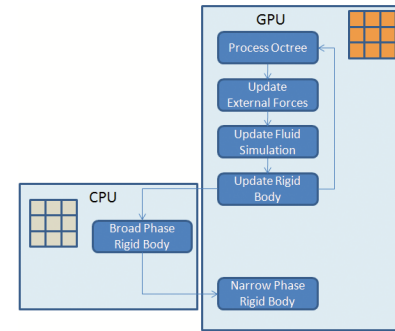 GPU
Process Octree
Update
External Forces
Update Fluid
Simulation
Update Rigid
Body
CPU
Broad Phase
Rigid Body
Narrow Phase
Rigid Body